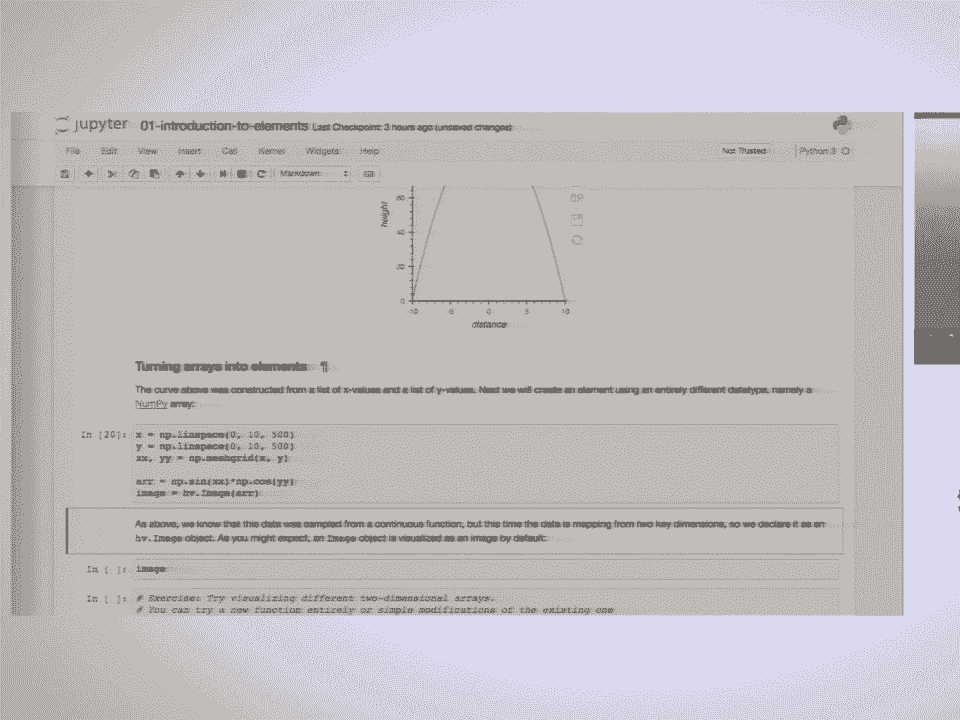 jupyter 01-introduction-to-elements Last Checkpoint: 3 hours ago (unsaved changes)
File Edit View Insert Cell Kernel Widgets Help Not Trusted Python 3
Markdown
height
40
20
0
-10 -5 0 5 10
distance
Turning arrays into elements ¶
The curve above was constructed from a list of x-values and a list of y-values. Next we will create an element using an entirely different datatype, namely a
NumPy array:
In [20]: x = np.linspace(0, 10, 500)
y = np.linspace(0, 10, 500)
xx, yy = np.meshgrid(x, y)
arr = np.sin(xx)*np.cos(yy)
image = hv.Image(arr)
As above, we know that this data was sampled from a continuous function, but this time the data is mapping from two key dimensions, so we declare it as an
hv.Image object. As you might expect, an Image object is visualized as an image by default:
In [ ]: image
In [ ]: # Exercise: Try visualizing different two-dimensional arrays.
# You can try a new function entirely or simple modifications of the existing one